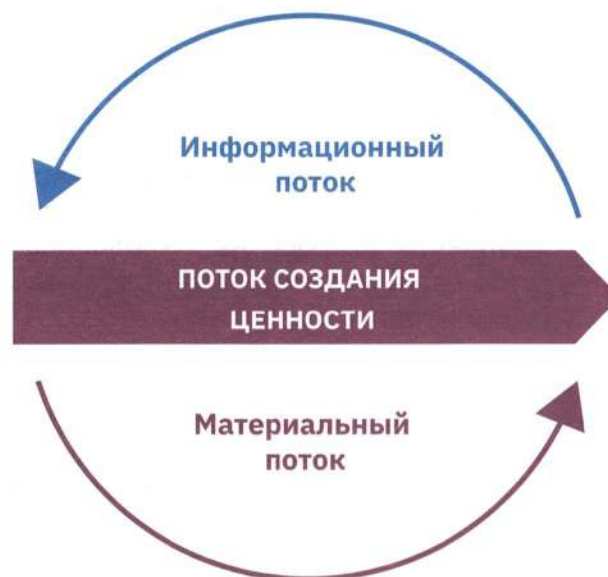 Информационный
поток
ПОТОК СОЗДАНИЯ
ЦЕННОСТИ
Материальный
поток